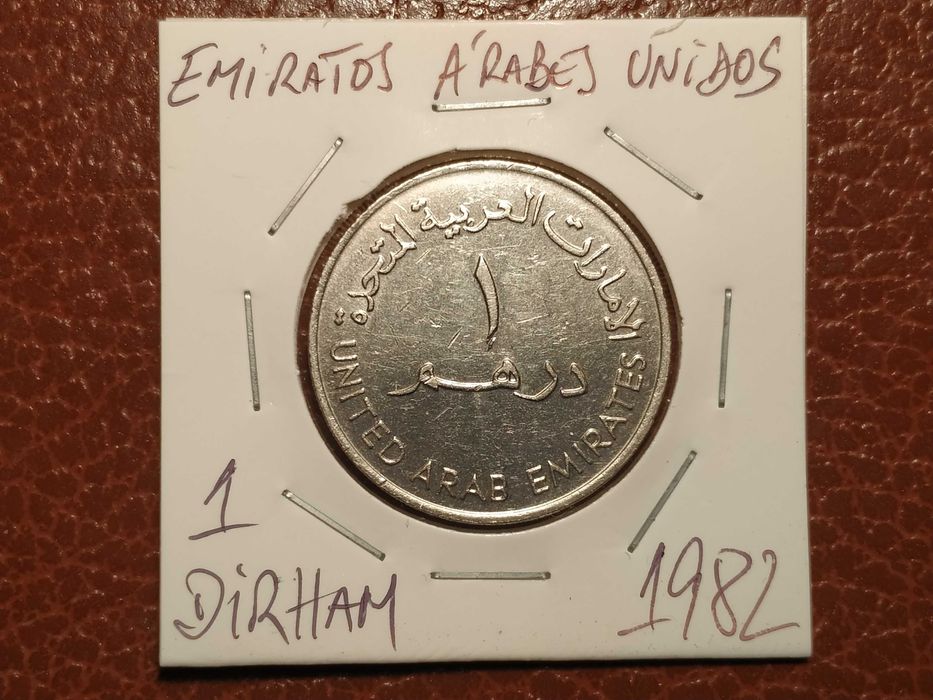 EMiRATOS ÁRABES UNiDOS
الامارات العربية المتحدة
١
درهم
UNITED ARAB EMIRATES
1
DiRHAM
1982